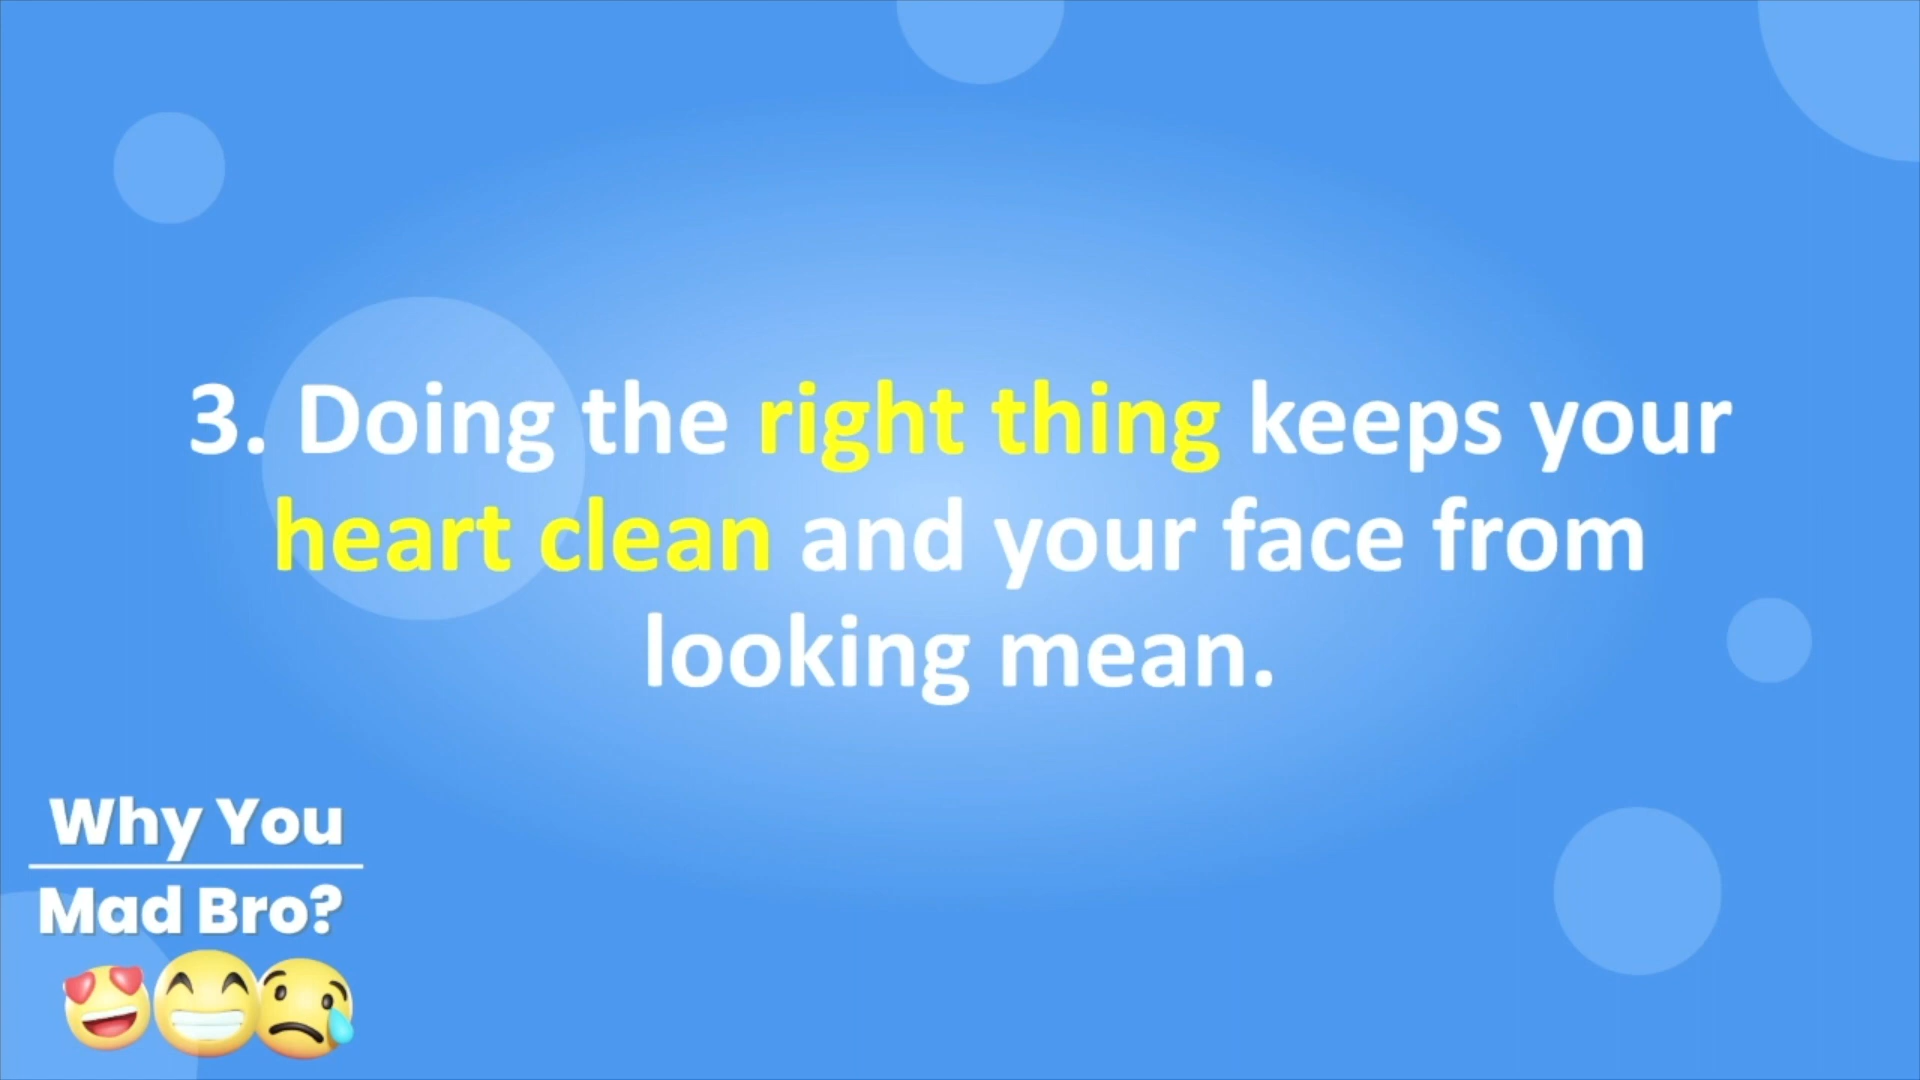 3. Doing the right thing keeps your
heart clean and your face from
looking mean.
Why You
Mad Bro?